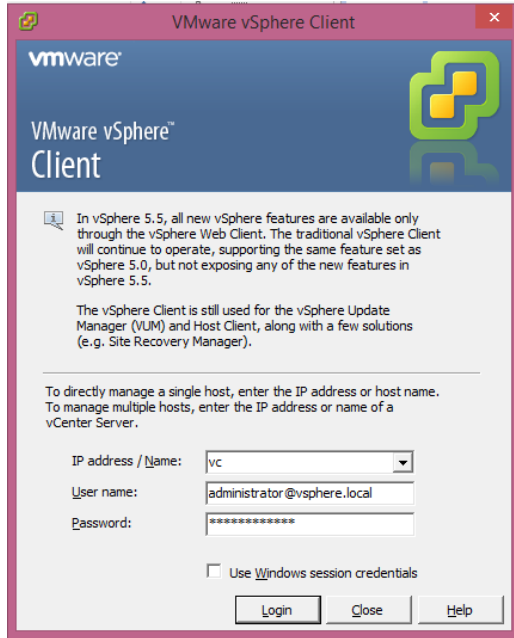 VMware vSphere Client
vmware
VMware vSphere™
Client
In vSphere 5.5, all new vSphere features are available only
through the vSphere Web Client. The traditional vSphere Client
will continue to operate, supporting the same feature set as
vSphere 5.0, but not exposing any of the new features in
vSphere 5.5.
The vSphere Client is still used for the vSphere Update
Manager (VUM) and Host Client, along with a few solutions
(e.g. Site Recovery Manager).
To directly manage a single host, enter the IP address or host name.
To manage multiple hosts, enter the IP address or name of a
vCenter Server.
IP address / Name: vc
User name: administrator@vsphere.local
Password: ************
Use Windows session credentials
Login Close Help